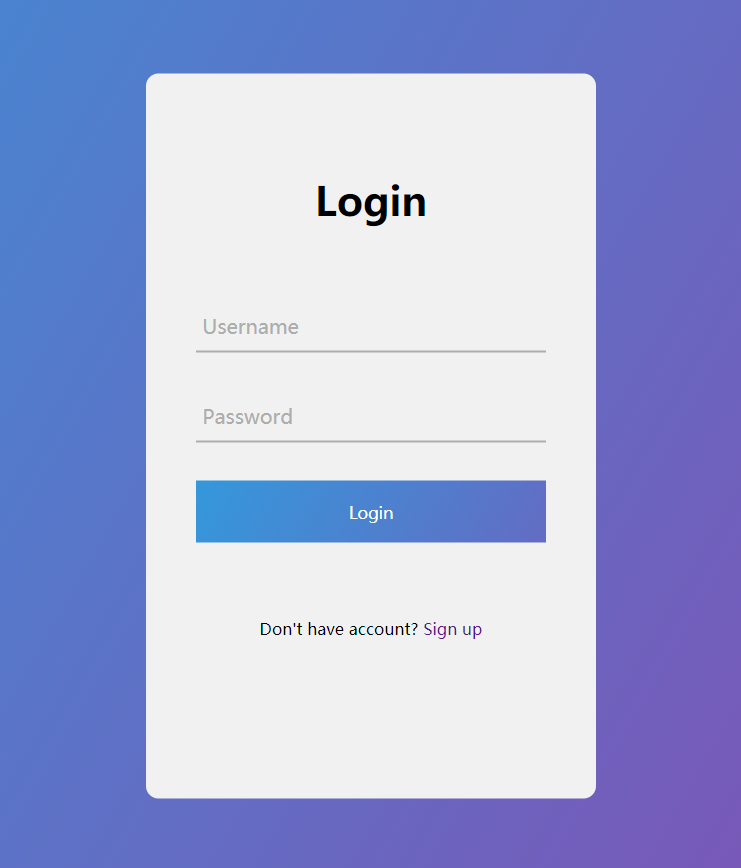 Login
Username
Password
Login
Don't have account? Sign up